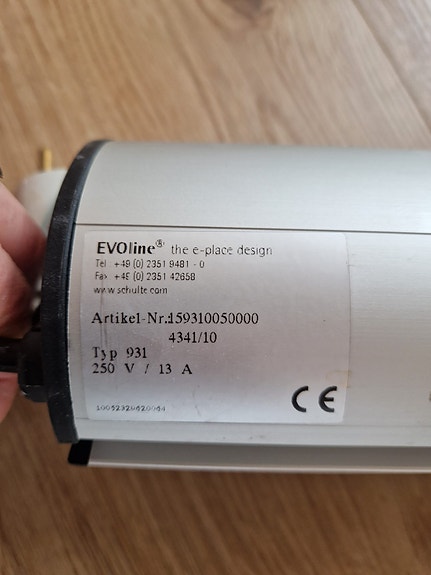 EVOline® the e-place design
Tel +49 (0) 2351 9481 - 0
Fax +49 (0) 2351 42658
www.schulte.com
Artikel-Nr.:159310050000
4341/10
Typ 931
250 V / 13 A
CE